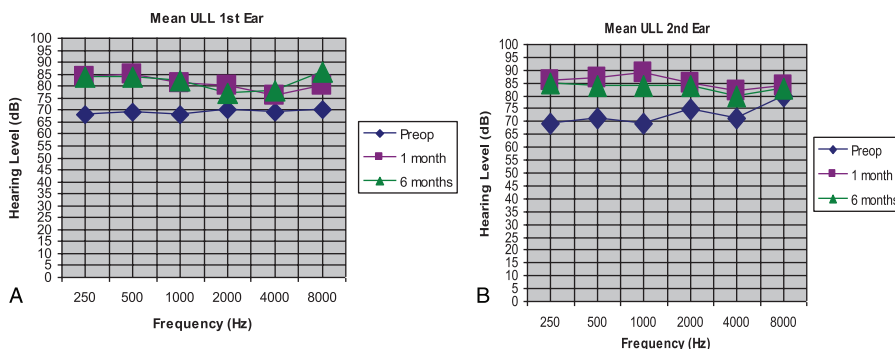 Mean ULL 1st Ear
Hearing Level (dB)
100
95
90
85
80
75
70
65
60
55
50
45
40
35
30
25
20
15
10
5
0
250 500 1000 2000 4000 8000
Frequency (Hz)
Preop
1 month
6 months
A
Mean ULL 2nd Ear
Hearing Level (dB)
100
95
90
85
80
75
70
65
60
55
50
45
40
35
30
25
20
15
10
5
0
250 500 1000 2000 4000 8000
Frequency (Hz)
Preop
1 month
6 months
B